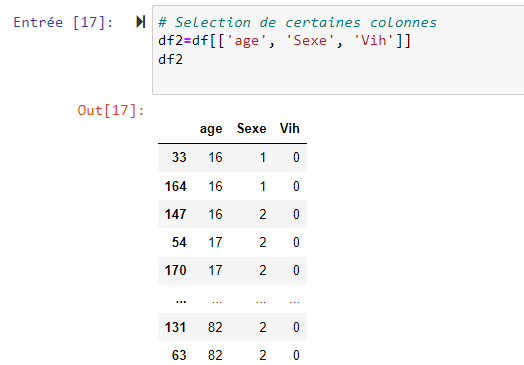 Entrée [17]:
# Selection de certaines colonnes
df2=df[['age', 'Sexe', 'Vih']]
df2
Out[17]:
age Sexe Vih
33 16 1 0
164 16 1 0
147 16 2 0
54 17 2 0
170 17 2 0
... ... ... ...
131 82 2 0
63 82 2 0